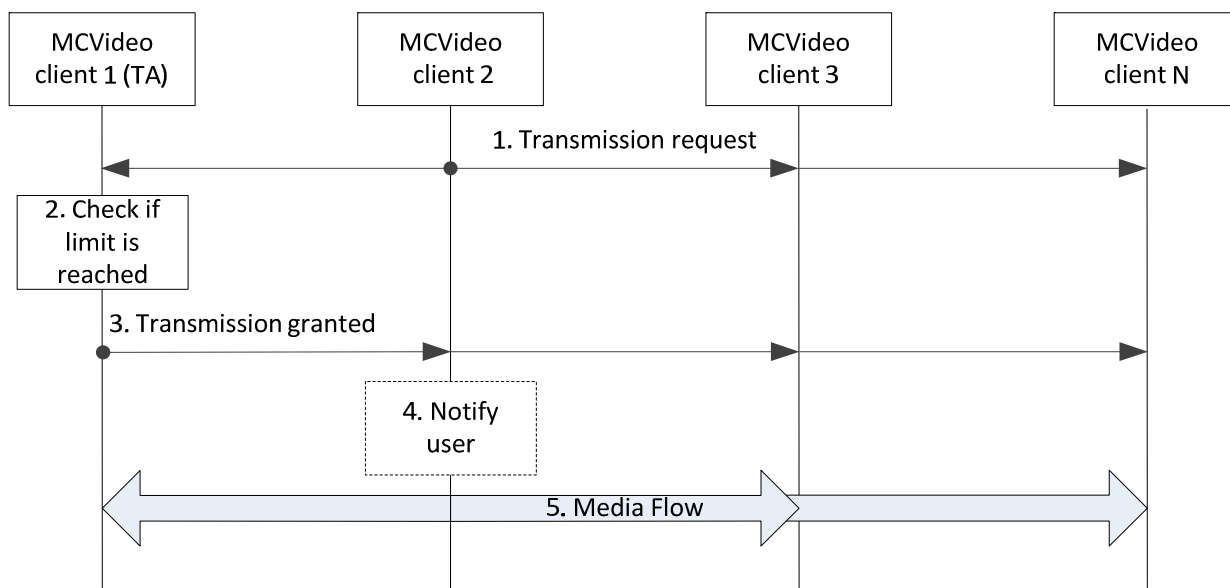 MCVideo
client 1 (TA)
MCVideo
client 2
MCVideo
client 3
MCVideo
client N
1. Transmission request
2. Check if
limit is
reached
3. Transmission granted
4. Notify
user
5. Media Flow